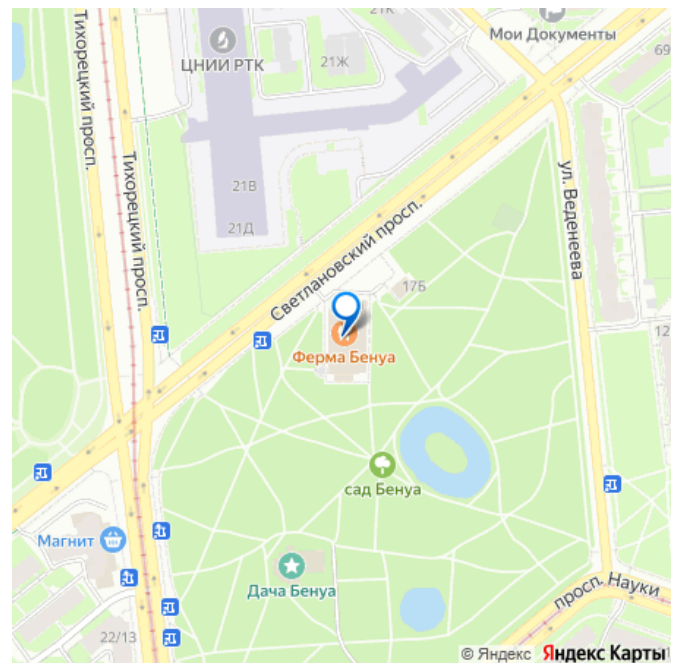 21К
Мои Документы
69
ЦНИИ РТК
21Ж
Тихорецкий просп.
Тихорецкий просп.
ул. Веденеева
21В
21Д
Светлановский просп.
17Б
12
Ферма Бенуа
сад Бенуа
Магнит
Дача Бенуа
просп. Науки
22/13
© Яндекс Яндекс Карты